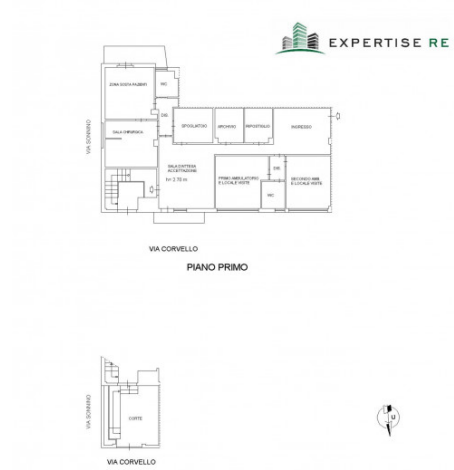 EXPERTISE RE
ZONA SOSTA PAZIENTI
WC
DIS.
SPOGLIATOIO
ARCHIVIO
RIPOSTIGLIO
INGRESSO
SALA CHIRURGICA
VIA SONNINO
SALA D'ATTESA
ACCETTAZIONE
H= 2.70 m
PRIMO AMBULATORIO
E LOCALE VISITE
DIS.
WC
SECONDO AMB.
E LOCALE VISITE
VIA CORVELLO
PIANO PRIMO
VIA SONNINO
CORTE
VIA CORVELLO